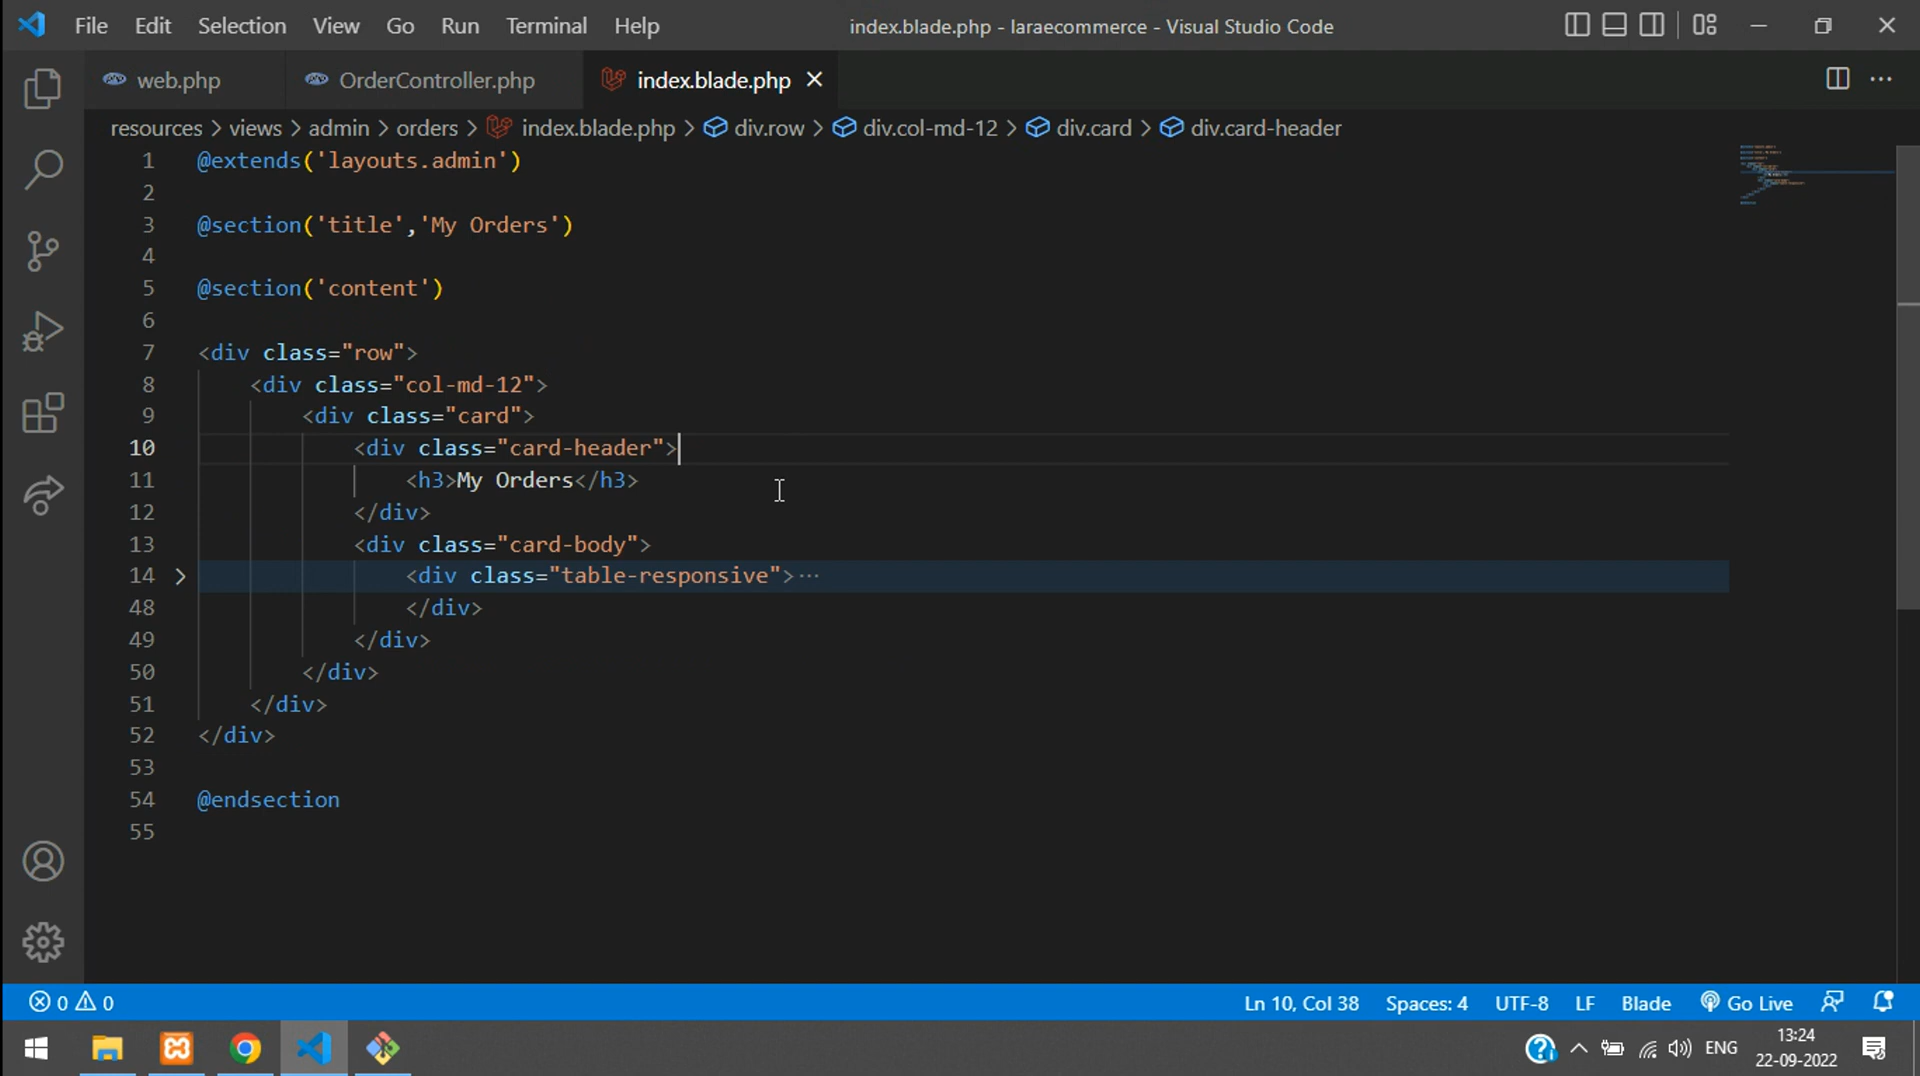 File Edit Selection View Go Run Terminal Help index.blade.php - laraecommerce - Visual Studio Code
web.php OrderController.php index.blade.php
resources > views > admin > orders > index.blade.php > div.row > div.col-md-12 > div.card > div.card-header
1 @extends('layouts.admin')
2
3 @section('title','My Orders')
4
5 @section('content')
6
7 <div class="row">
8 <div class="col-md-12">
9 <div class="card">
10 <div class="card-header">
11 <h3>My Orders</h3>
12 </div>
13 <div class="card-body">
14 <div class="table-responsive">···
48 </div>
49 </div>
50 </div>
51 </div>
52 </div>
53
54 @endsection
55
0 0 Ln 10, Col 38 Spaces: 4 UTF-8 LF Blade Go Live
ENG 13:24
22-09-2022